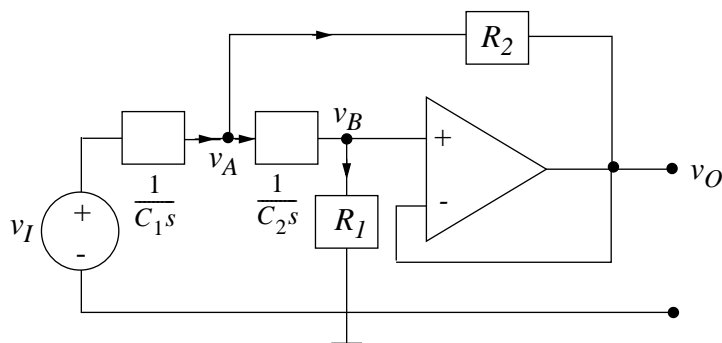 R2
vB
vA
+
vO
1/C1s
1/C2s
-
R1
vI
+
-